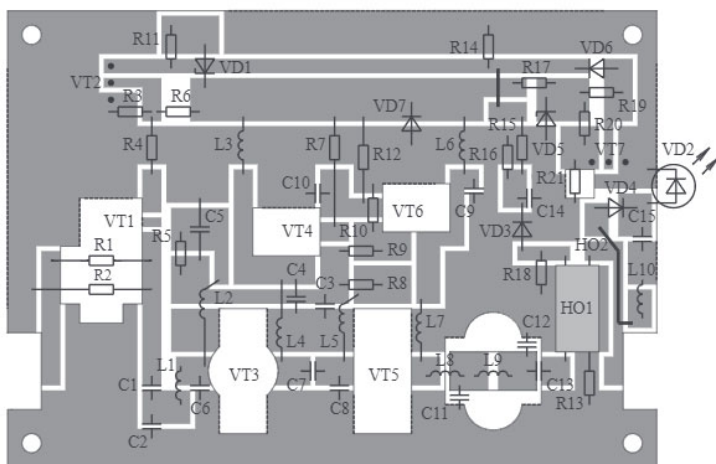 R11
R14
VD6
VD1
R17
VT2
R3
R6
R19
VD7
R20
R15
VD5
VT7
VD2
R4
L3
R7
R12
L6
R16
R21
C10
VD4
C9
C14
VT1
C5
VT4
R10
VT6
VD3
C15
R5
HO2
R1
R9
R2
C4
R8
R18
L10
L2
C3
HO1
L4
L5
L7
C12
L1
VT3
VT5
L8
L9
C7
C13
C1
C6
C8
R13
C11
C2